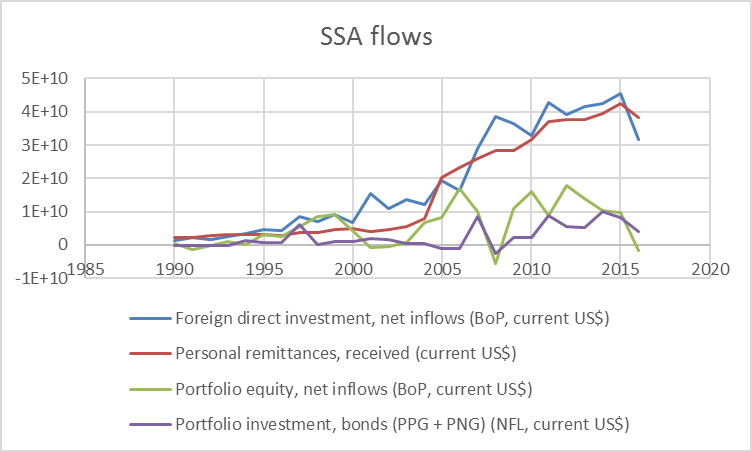 SSA flows
5E+10
4E+10
3E+10
2E+10
1E+10
0
-1E+10
1985 1990 1995 2000 2005 2010 2015 2020
Foreign direct investment, net inflows (BoP, current US$)
Personal remittances, received (current US$)
Portfolio equity, net inflows (BoP, current US$)
Portfolio investment, bonds (PPG + PNG) (NFL, current US$)